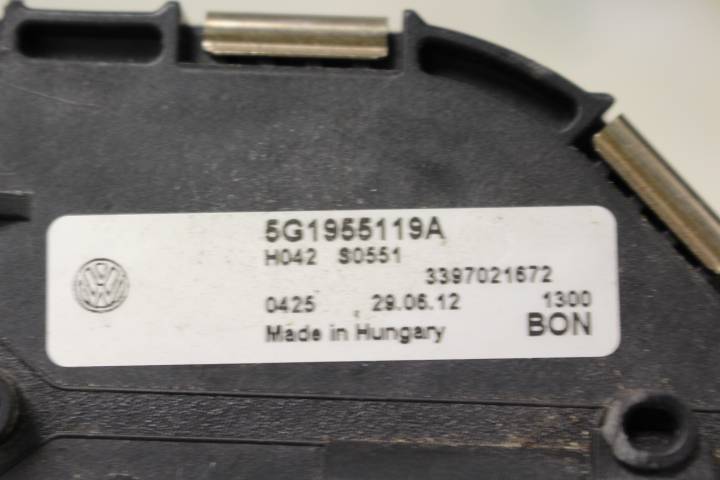 5G1955119A
H042 S0551
3397021672
0425 29.06.12 1300
Made in Hungary BON